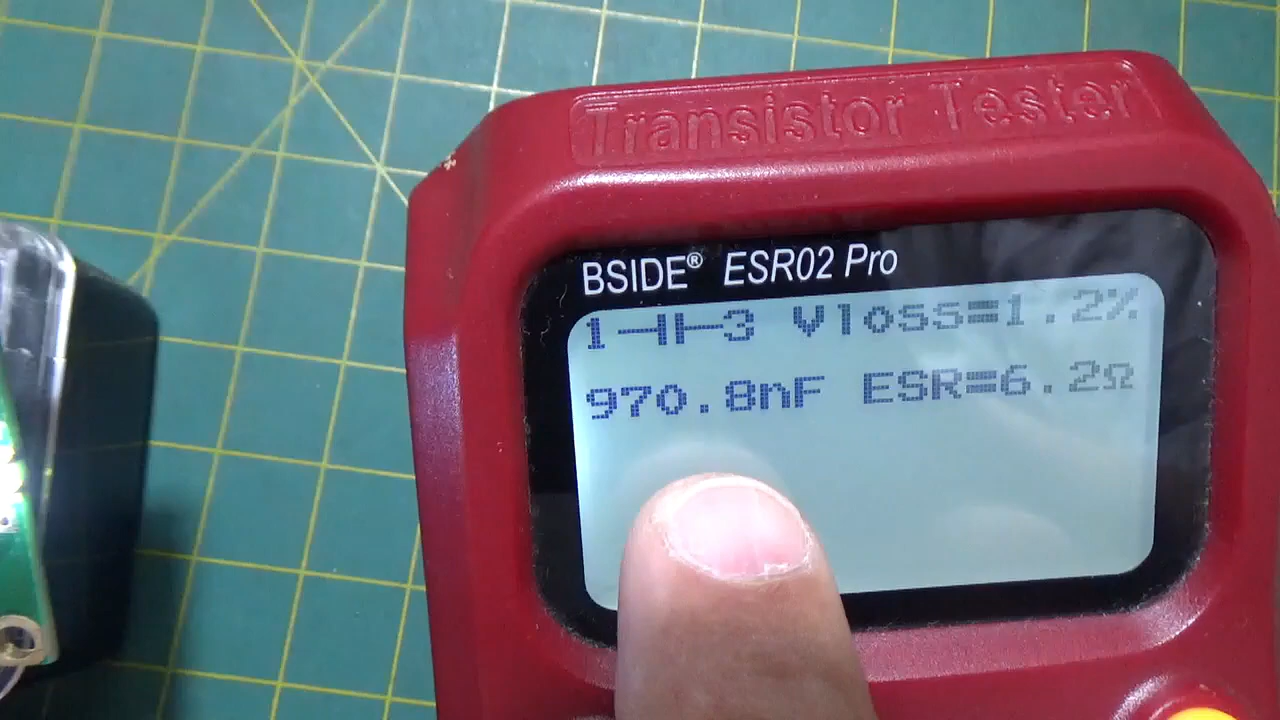 Transistor Tester
BSIDE® ESR02 Pro
1⊣⊢3 Vloss=1.2%
970.8nF ESR=6.2Ω